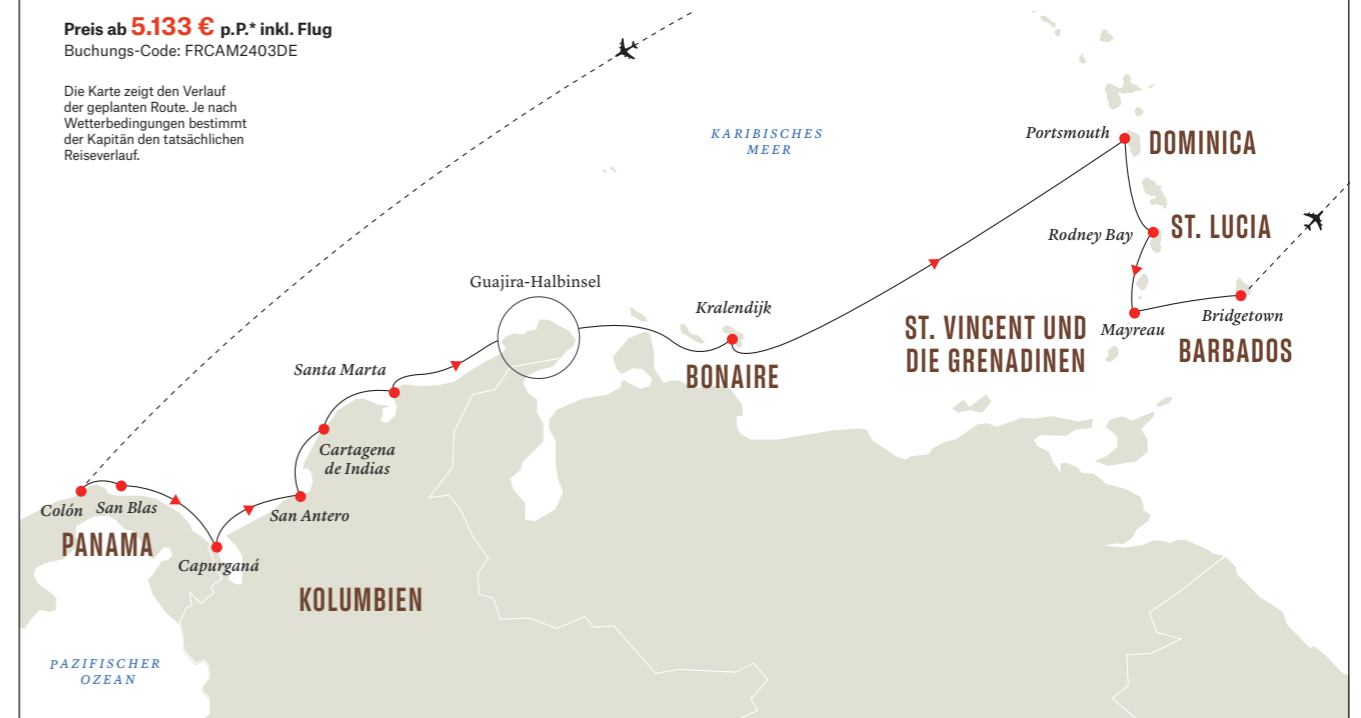 Preis ab 5.133 € p.P.* inkl. Flug
Buchungs-Code: FRCAM2403DE
Die Karte zeigt den Verlauf
der geplanten Route. Je nach
Wetterbedingungen bestimmt
der Kapitän den tatsächlichen
Reiseverlauf.
KARIBISCHES
MEER
Portsmouth
DOMINICA
Rodney Bay
ST. LUCIA
Guajira-Halbinsel
Kralendijk
BONAIRE
ST. VINCENT UND
DIE GRENADINEN
Mayreau
Bridgetown
BARBADOS
Santa Marta
Cartagena
de Indias
San Antero
Colón
San Blas
PANAMA
Capurganá
KOLUMBIEN
PAZIFISCHER
OZEAN